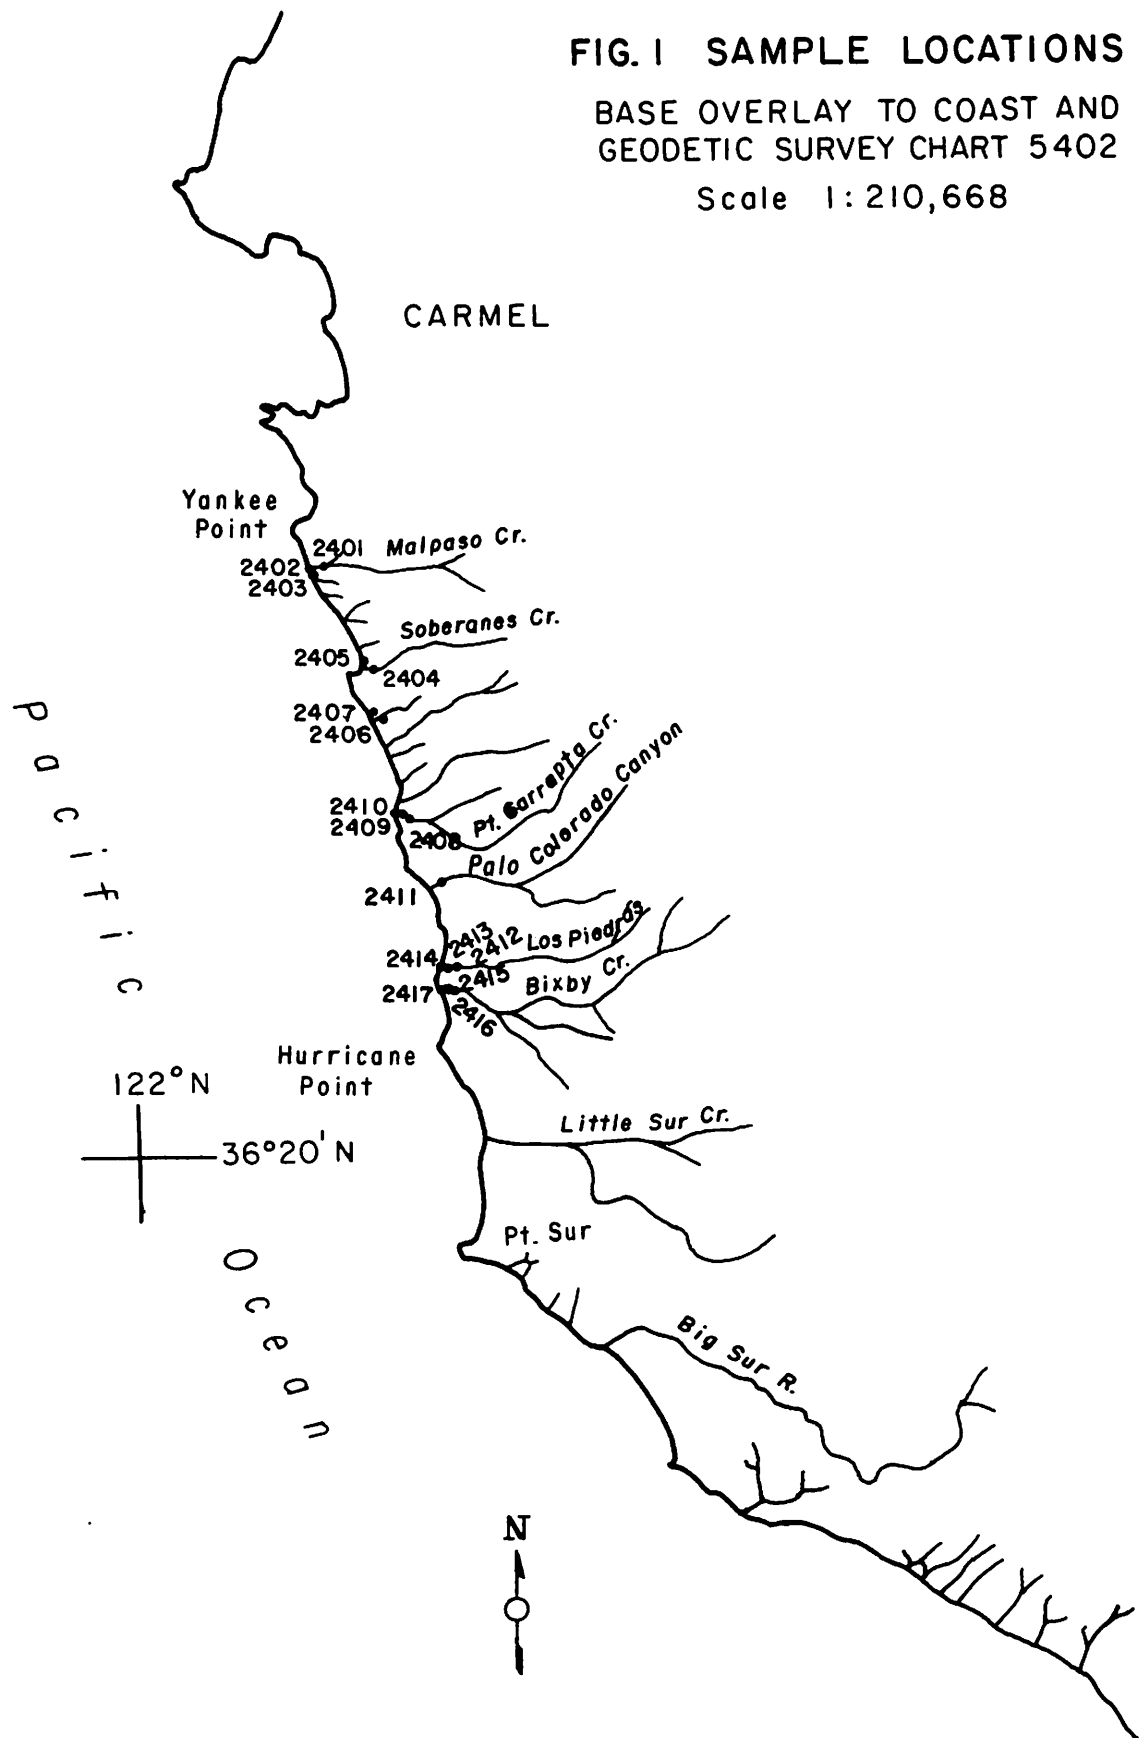 FIG. 1 SAMPLE LOCATIONS
BASE OVERLAY TO COAST AND
GEODETIC SURVEY CHART 5402
Scale 1:210,668
CARMEL
Yankee
Point
2401
Malpaso Cr.
2402
2403
Soberanes Cr.
2405
2404
2407
2406
Pacific
2410
2409
2408
Pt. Garrapta Cr.
Palo Colorado Canyon
2411
2413
2412
Los Piedras
2414
2415
Bixby Cr.
2417
2416
Hurricane
Point
122°N
36°20'N
Little Sur Cr.
Pt. Sur
Ocean
Big Sur R.
N